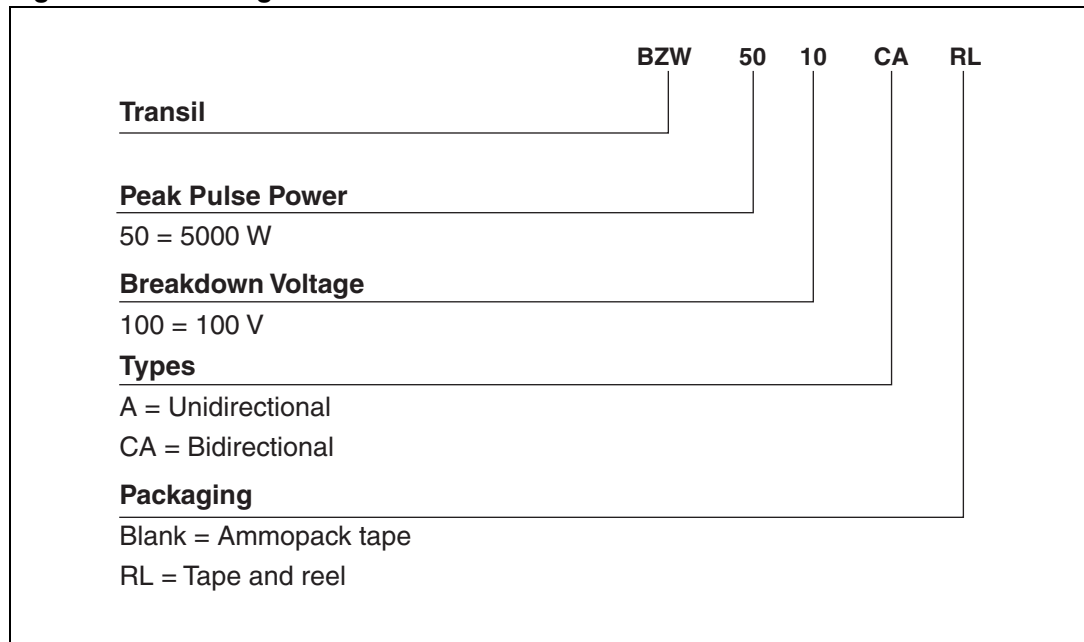 BZW 50 10 CA RL
Transil
Peak Pulse Power
50 = 5000 W
Breakdown Voltage
100 = 100 V
Types
A = Unidirectional
CA = Bidirectional
Packaging
Blank = Ammopack tape
RL = Tape and reel